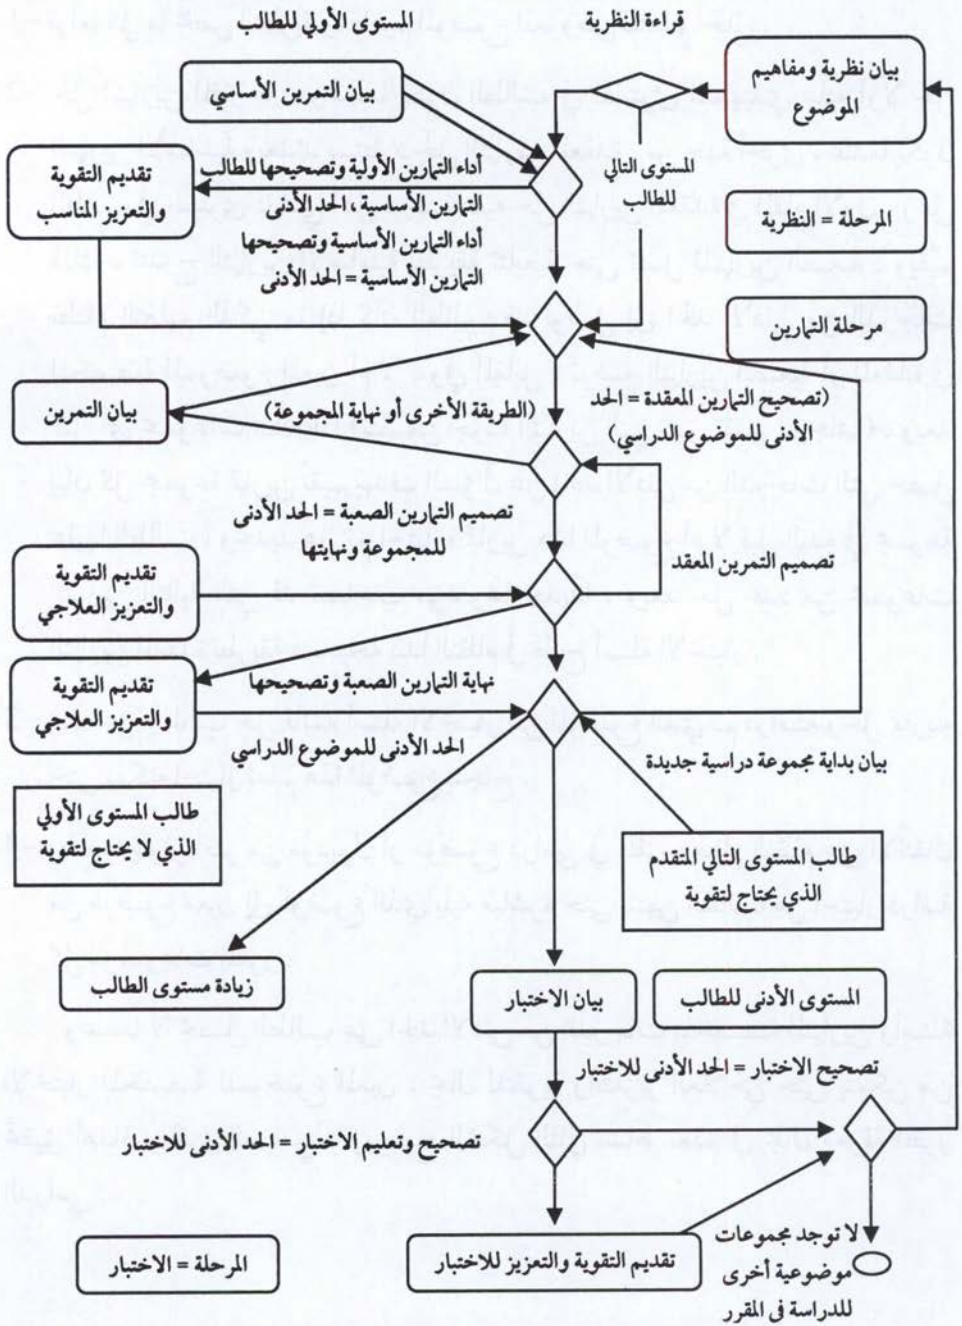 قراءة النظرية
المستوى الأولي للطالب
بيان نظرية ومفاهيم
الموضوع
بيان التمرين الأساسي
المستوى التالي
للطالب
أداء التمارين الأولية وتصحيحها للطالب
التمارين الأساسية ≤ الحد الأدنى
أداء التمارين الأساسية وتصحيحها
التمارين الأساسية = الحد الأدنى
تقديم التقوية
والتعزيز المناسب
المرحلة = النظرية
مرحلة التمارين
بيان التمرين
(الطريقة الأخرى أو نهاية المجموعة)
(تصحيح التمارين المعقدة = الحد
الأدنى للموضوع الدراسي)
تصميم التمارين الصعبة = الحد الأدنى
للمجموعة ونهايتها
تصميم التمرين المعقد
تقديم التقوية
والتعزيز العلاجي
تقديم التقوية
والتعزيز العلاجي
نهاية التمارين الصعبة وتصحيحها
الحد الأدنى للموضوع الدراسي
بيان بداية مجموعة دراسية جديدة
طالب المستوى الأولي
الذي لا يحتاج لتقوية
طالب المستوى التالي المتقدم
الذي يحتاج لتقوية
زيادة مستوى الطالب
بيان الاختبار
المستوى الأدنى للطالب
تصحيح الاختبار = الحد الأدنى للاختبار
تصحيح وتعليم الاختبار = الحد الأدنى للاختبار
المرحلة = الاختبار
تقديم التقوية والتعزيز للاختبار
لا توجد مجموعات
موضوعية أخرى
للدراسة في المقرر